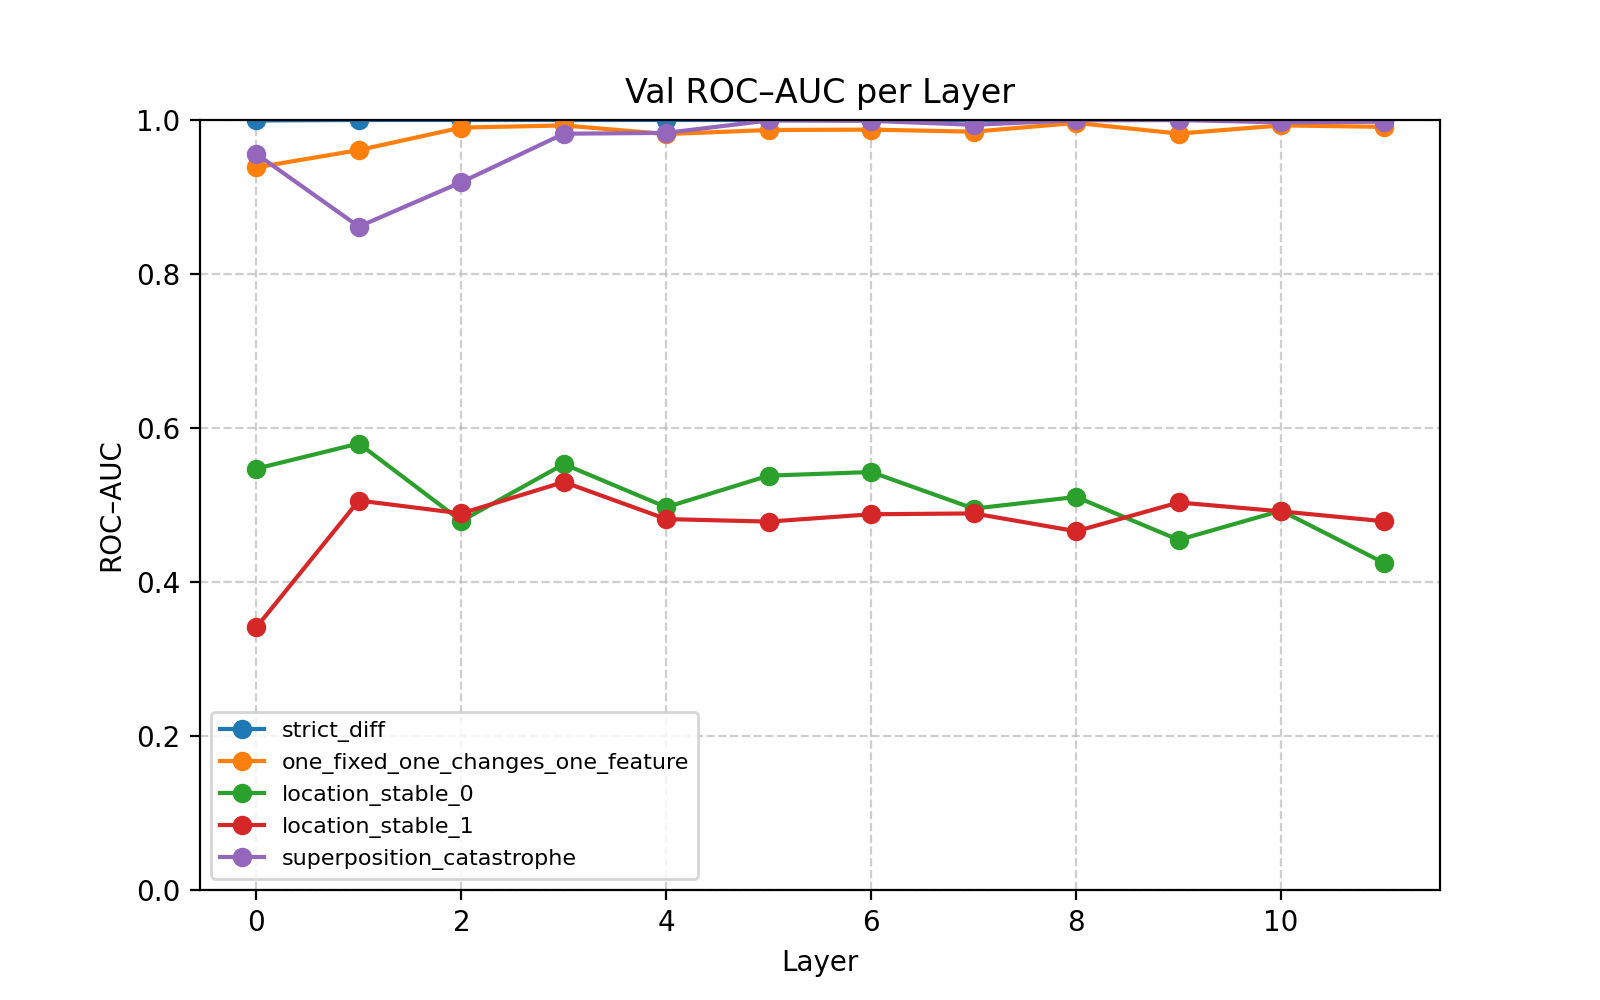 Val ROC–AUC per Layer
1.0
0.8
0.6
0.4
0.2
0.0
ROC–AUC
strict_diff
one_fixed_one_changes_one_feature
location_stable_0
location_stable_1
superposition_catastrophe
0 2 4 6 8 10
Layer